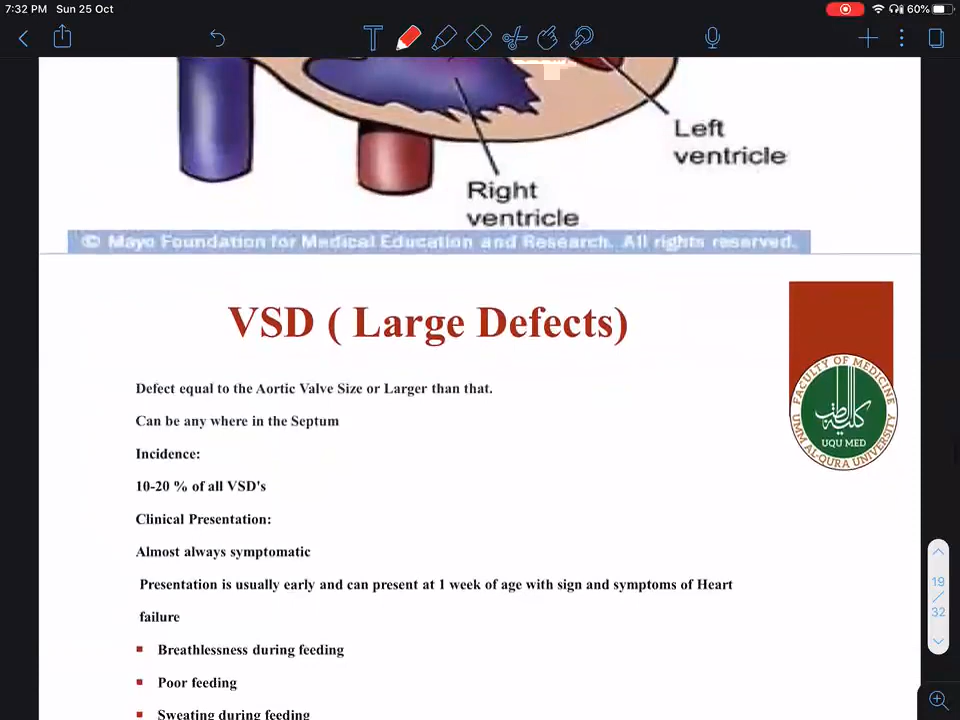 7:32 PM Sun 25 Oct
60%
T
Left
ventricle
Right
ventricle
© Mayo Foundation for Medical Education and Research. All rights reserved.
VSD ( Large Defects)
FACULTY OF MEDICINE
كلية الطب
UQU MED
UMM AL-QURA UNIVERSITY
Defect equal to the Aortic Valve Size or Larger than that.
Can be any where in the Septum
Incidence:
10-20 % of all VSD's
Clinical Presentation:
Almost always symptomatic
Presentation is usually early and can present at 1 week of age with sign and symptoms of Heart
failure
Breathlessness during feeding
Poor feeding
Sweating during feeding
19
/
32